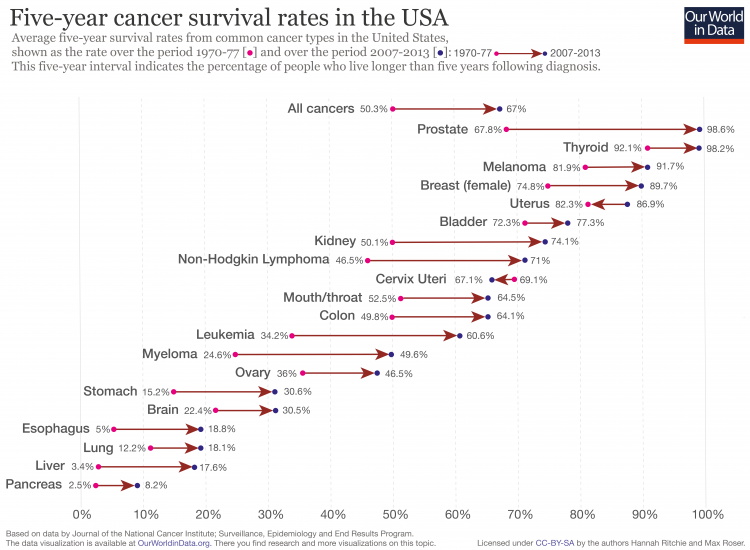 Five-year cancer survival rates in the USA
Average five-year survival rates from common cancer types in the United States,
shown as the rate over the period 1970-77 [●] and over the period 2007-2013 [●]: 1970-77 2007-2013
This five-year interval indicates the percentage of people who live longer than five years following diagnosis.
Our World
in Data
All cancers 50.3% 67%
Prostate 67.8% 98.6%
Thyroid 92.1% 98.2%
Melanoma 81.9% 91.7%
Breast (female) 74.8% 89.7%
Uterus 82.3% 86.9%
Bladder 72.3% 77.3%
Kidney 50.1% 74.1%
Non-Hodgkin Lymphoma 46.5% 71%
Cervix Uteri 67.1% 69.1%
Mouth/throat 52.5% 64.5%
Colon 49.8% 64.1%
Leukemia 34.2% 60.6%
Myeloma 24.6% 49.6%
Ovary 36% 46.5%
Stomach 15.2% 30.6%
Brain 22.4% 30.5%
Esophagus 5% 18.8%
Lung 12.2% 18.1%
Liver 3.4% 17.6%
Pancreas 2.5% 8.2%
0% 10% 20% 30% 40% 50% 60% 70% 80% 90% 100%
Based on data by Journal of the National Cancer Institute; Surveillance, Epidemiology and End Results Program.
The data visualization is available at OurWorldinData.org. There you find research and more visualizations on this topic.
Licensed under CC-BY-SA by the authors Hannah Ritchie and Max Roser.